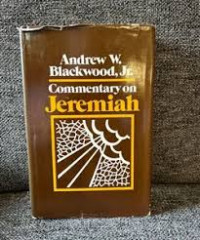 Andrew W.
Blackwood, Jr.
Commentary on
Jeremiah